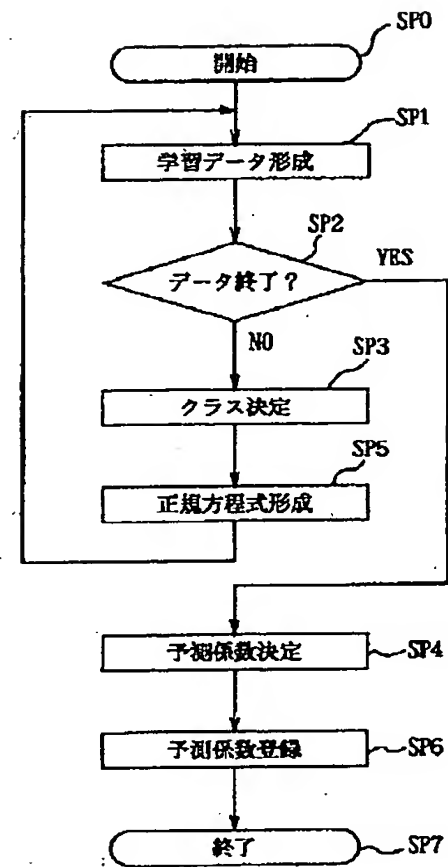 SP0
開始
SP1
学習データ形成
SP2
データ終了?
YES
NO
SP3
クラス決定
SP5
正規方程式形成
予測係数決定
SP4
予測係数登録
SP6
終了
SP7